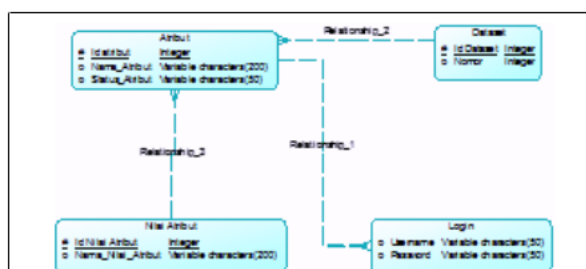 Relationship_2
Atribut
# Id atribut Integer
o Nama_Atribut Variable characters(200)
o Status_Atribut Variable characters(50)
Dataset
# Id Dataset Integer
o Nomor Integer
Relationship_3
Relationship_1
Nilai Atribut
# Id Nilai Atribut Integer
o Nama_Nilai_Atribut Variable characters(200)
Login
o Username Variable characters(50)
o Password Variable characters(50)